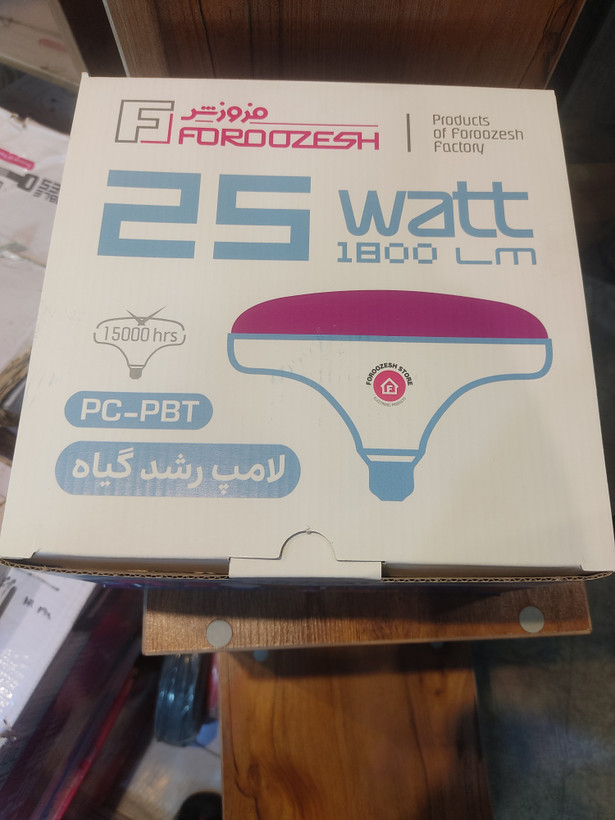 فروزش
FOROOZESH
Products
of Foroozesh
Factory
25 watt
1800 Lm
15000 hrs
FOROOZESH STORE
PC-PBT
لامپ رشد گیاه